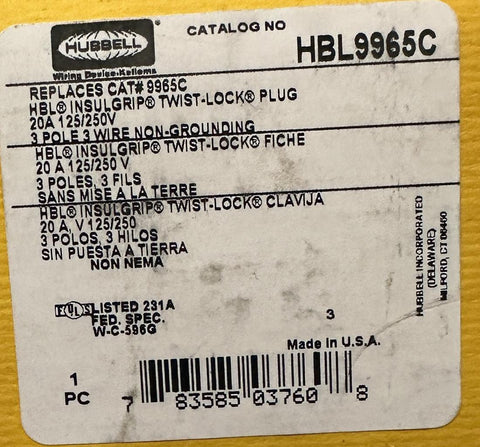 HUBBELL
Wiring Device-Kellems
CATALOG NO
HBL9965C
REPLACES CAT# 9965C
HBL® INSULGRIP® TWIST-LOCK® PLUG
20A 125/250V
3 POLE 3 WIRE NON-GROUNDING
HBL® INSULGRIP® TWIST-LOCK® FICHE
20 A 125/250 V
3 POLES, 3 FILS
SANS MISE A LA TERRE
HBL® INSULGRIP® TWIST-LOCK® CLAVIJA
20 A, V 125/250
3 POLOS, 3 HILOS
SIN PUESTA A TIERRA
NON NEMA
LISTED 231A
FED. SPEC.
W-C-596G
3
Made in U.S.A.
HUBBELL INCORPORATED
(DELAWARE)
MILFORD, CT 06460
1
PC
7 83585 03760 8